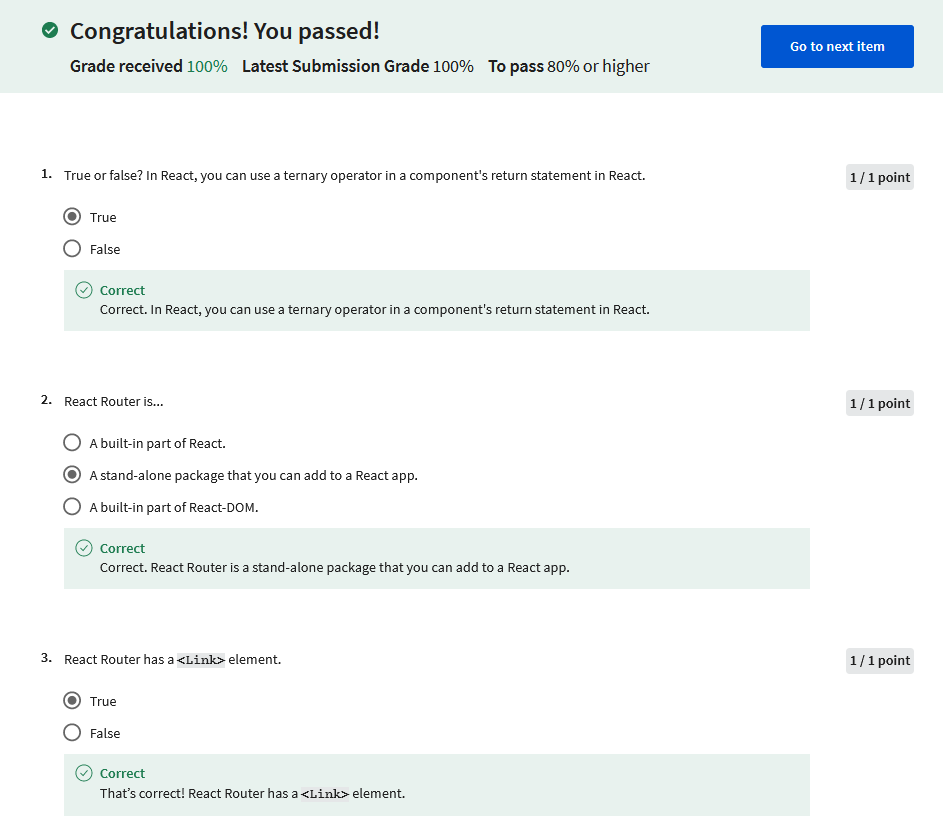 Congratulations! You passed!
Go to next item
Grade received 100% Latest Submission Grade 100% To pass 80% or higher
1. True or false? In React, you can use a ternary operator in a component's return statement in React.
1 / 1 point
True
False
Correct
Correct. In React, you can use a ternary operator in a component's return statement in React.
2. React Router is...
1 / 1 point
A built-in part of React.
A stand-alone package that you can add to a React app.
A built-in part of React-DOM.
Correct
Correct. React Router is a stand-alone package that you can add to a React app.
3. React Router has a <Link> element.
1 / 1 point
True
False
Correct
That’s correct! React Router has a <Link> element.